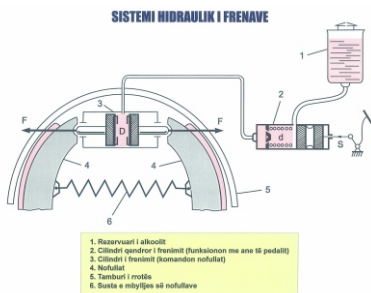 SISTEMI HIDRAULIK I FRENAVE
1
2
3
F
D
F
d
S
4
4
5
6
1. Rezervuari i alkoolit
2. Cilindri qendror i frenimit (funksionon me ane të pedalit)
3. Cilindri i frenimit (komandon nofullat)
4. Nofullat
5. Tamburi i rrotës
6. Susta e mbylljes së nofullave